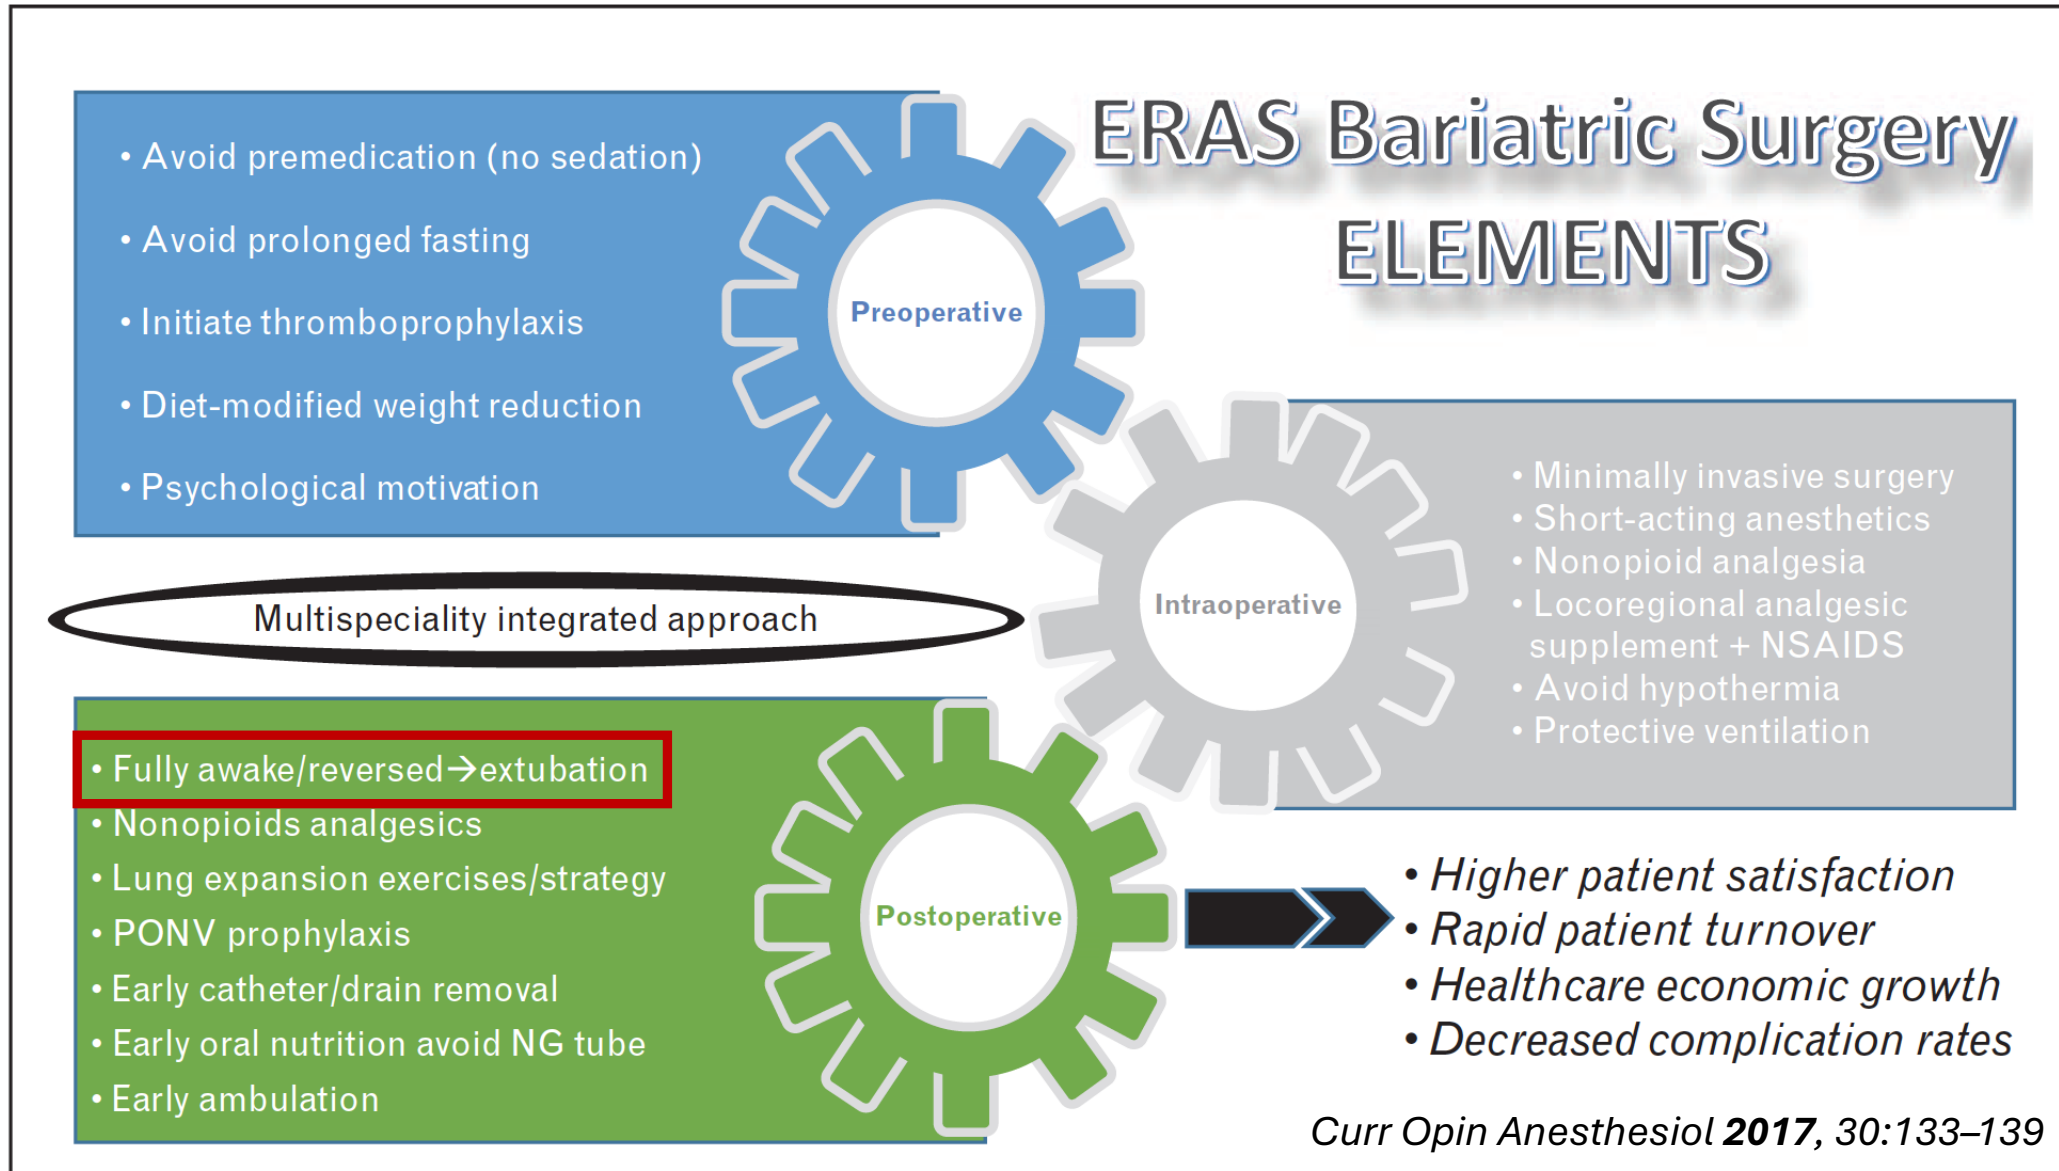 ERAS Bariatric Surgery
ELEMENTS
• Avoid premedication (no sedation)
• Avoid prolonged fasting
• Initiate thromboprophylaxis
• Diet-modified weight reduction
• Psychological motivation
Preoperative
• Minimally invasive surgery
• Short-acting anesthetics
• Nonopioid analgesia
• Locoregional analgesic
supplement + NSAIDS
• Avoid hypothermia
• Protective ventilation
Intraoperative
Multispeciality integrated approach
• Fully awake/reversed→extubation
• Nonopioids analgesics
• Lung expansion exercises/strategy
• PONV prophylaxis
• Early catheter/drain removal
• Early oral nutrition avoid NG tube
• Early ambulation
Postoperative
• Higher patient satisfaction
• Rapid patient turnover
• Healthcare economic growth
• Decreased complication rates
Curr Opin Anesthesiol 2017, 30:133–139